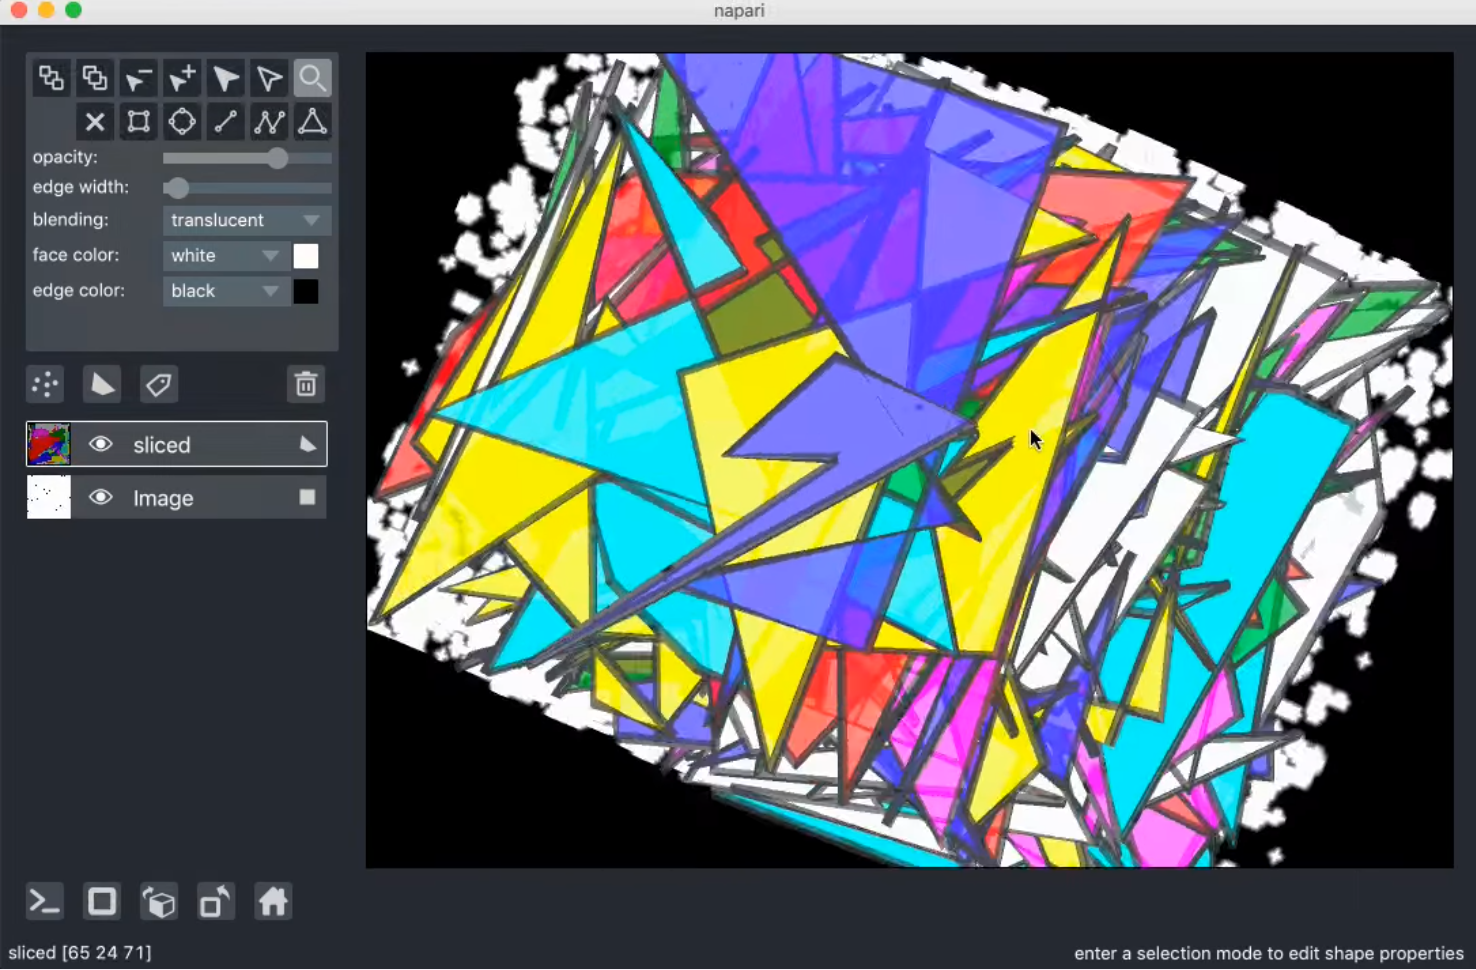 napari
opacity:
edge width:
blending: translucent
face color: white
edge color: black
sliced
Image
sliced [65 24 71]
enter a selection mode to edit shape properties